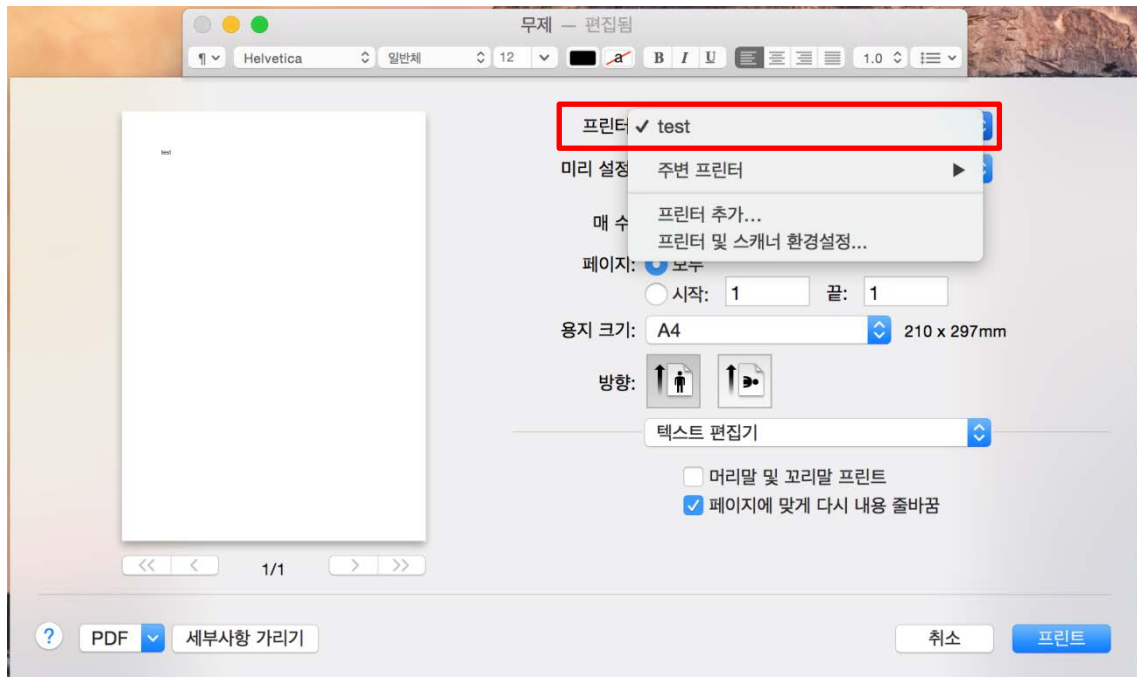 무제 — 편집됨
¶ Helvetica 일반체 12 a B I U 1.0
test
프린터 ✓ test
미리 설정 주변 프린터 ▶
매 수
프린터 추가...
프린터 및 스캐너 환경설정...
페이지: 모두
시작: 1 끝: 1
용지 크기: A4 210 x 297mm
방향:
텍스트 편집기
머리말 및 꼬리말 프린트
페이지에 맞게 다시 내용 줄바꿈
<< < 1/1 > >>
? PDF 세부사항 가리기 취소 프린트